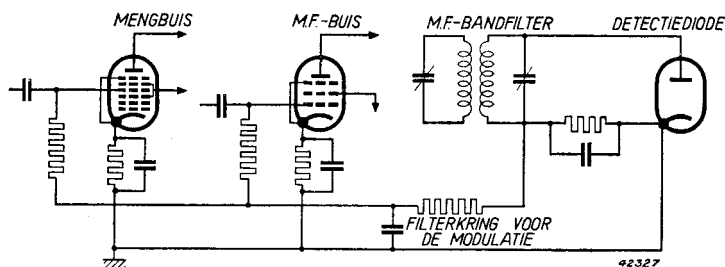 MENGBUIS
M.F.-BUIS
M.F.-BANDFILTER
DETECTIEDIODE
FILTERKRING VOOR
DE MODULATIE
42327